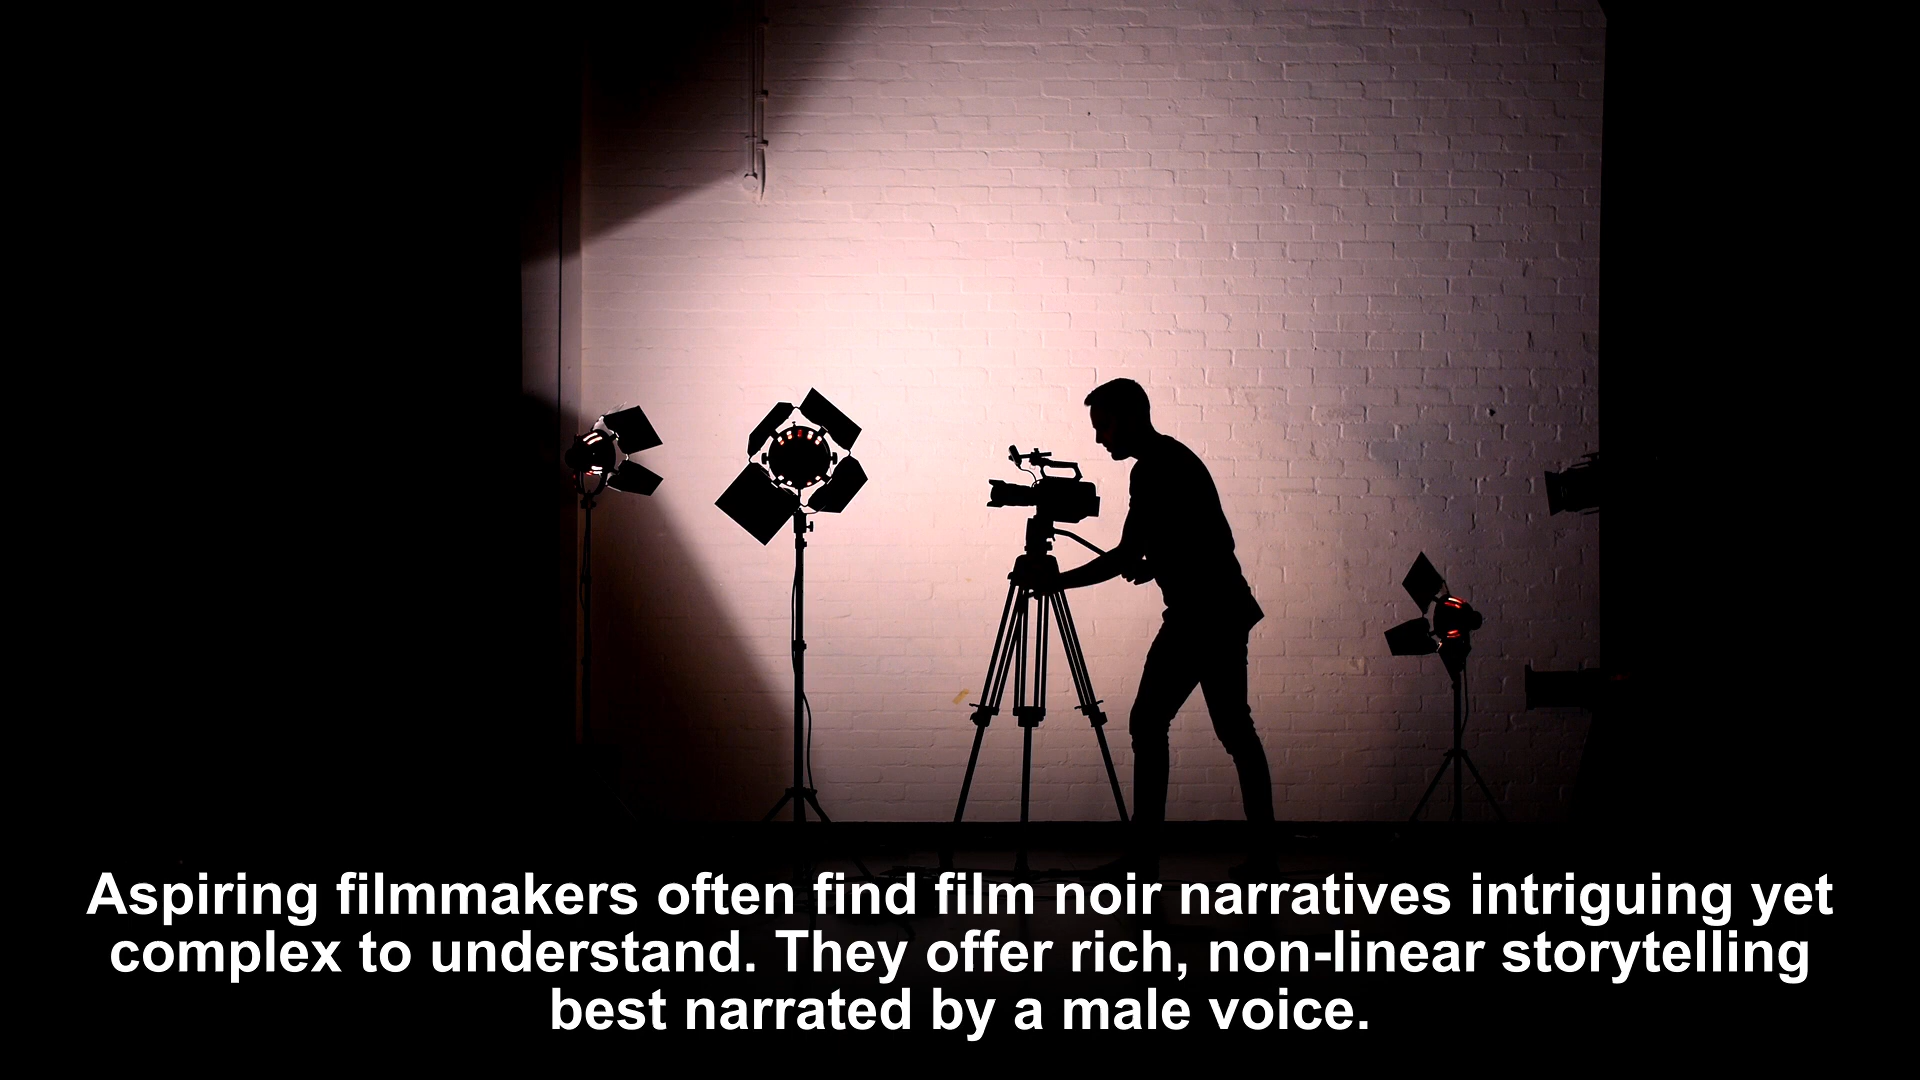 Aspiring filmmakers often find film noir narratives intriguing yet
complex to understand. They offer rich, non-linear storytelling
best narrated by a male voice.